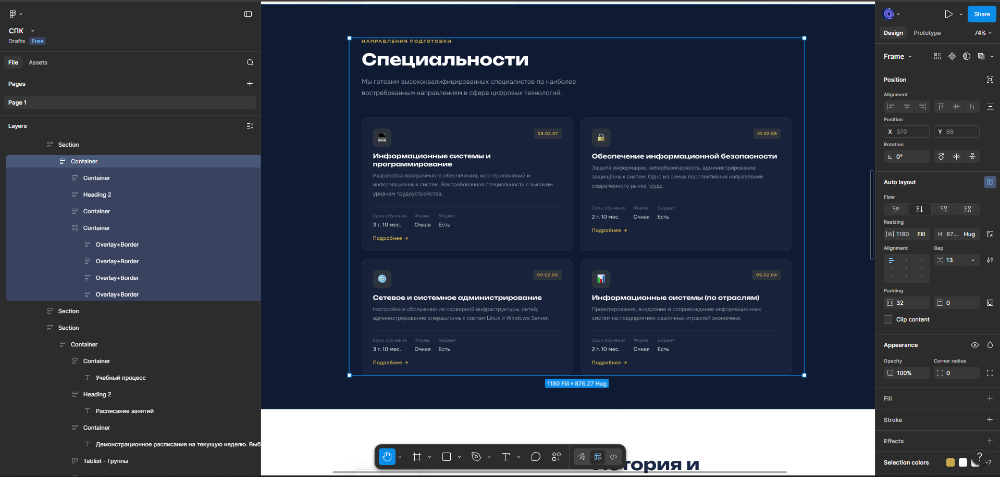 СПК
Drafts
Free
File
Assets
Pages
Page 1
Layers
Section
Container
Container
Heading 2
Container
Container
Overlay+Border
Overlay+Border
Overlay+Border
Overlay+Border
Section
Section
Container
Container
Учебный процесс
Heading 2
Расписание занятий
Container
Демонстрационное расписание на текущую неделю. Выб
Tablist - Группы
НАПРАВЛЕНИЯ ПОДГОТОВКИ
Специальности
Мы готовим высококвалифицированных специалистов по наиболее
востребованным направлениям в сфере цифровых технологий.
09.02.07
Информационные системы и
программирование
Разработка программного обеспечения, web-приложений и
информационных систем. Востребованная специальность с высоким
уровнем трудоустройства.
Срок обучения Форма Бюджет
3 г. 10 мес. Очная Есть
Подробнее →
10.02.05
Обеспечение информационной безопасности
Защита информации, кибербезопасность, администрирование
защищённых систем. Одно из самых перспективных направлений
современного рынка труда.
Срок обучения Форма Бюджет
2 г. 10 мес. Очная Есть
Подробнее →
09.02.06
Сетевое и системное администрирование
Настройка и обслуживание серверной инфраструктуры, сетей,
администрирование операционных систем Linux и Windows Server.
Срок обучения Форма Бюджет
3 г. 10 мес. Очная Есть
Подробнее →
09.02.04
Информационные системы (по отраслям)
Проектирование, внедрение и сопровождение информационных
систем на предприятиях различных отраслей экономики.
Срок обучения Форма Бюджет
2 г. 10 мес. Очная Есть
Подробнее →
1180 Fill × 876.27 Hug
История и
Share
Design
Prototype
74%
Frame
Position
Alignment
Position
X 370
Y 88
Rotation
0°
Auto layout
Flow
Resizing
W 1180 Fill
H 87... Hug
Alignment
Gap
13
Padding
32
0
Clip content
Appearance
Opacity
Corner radius
100%
0
Fill
Stroke
Effects
Selection colors
?
+7